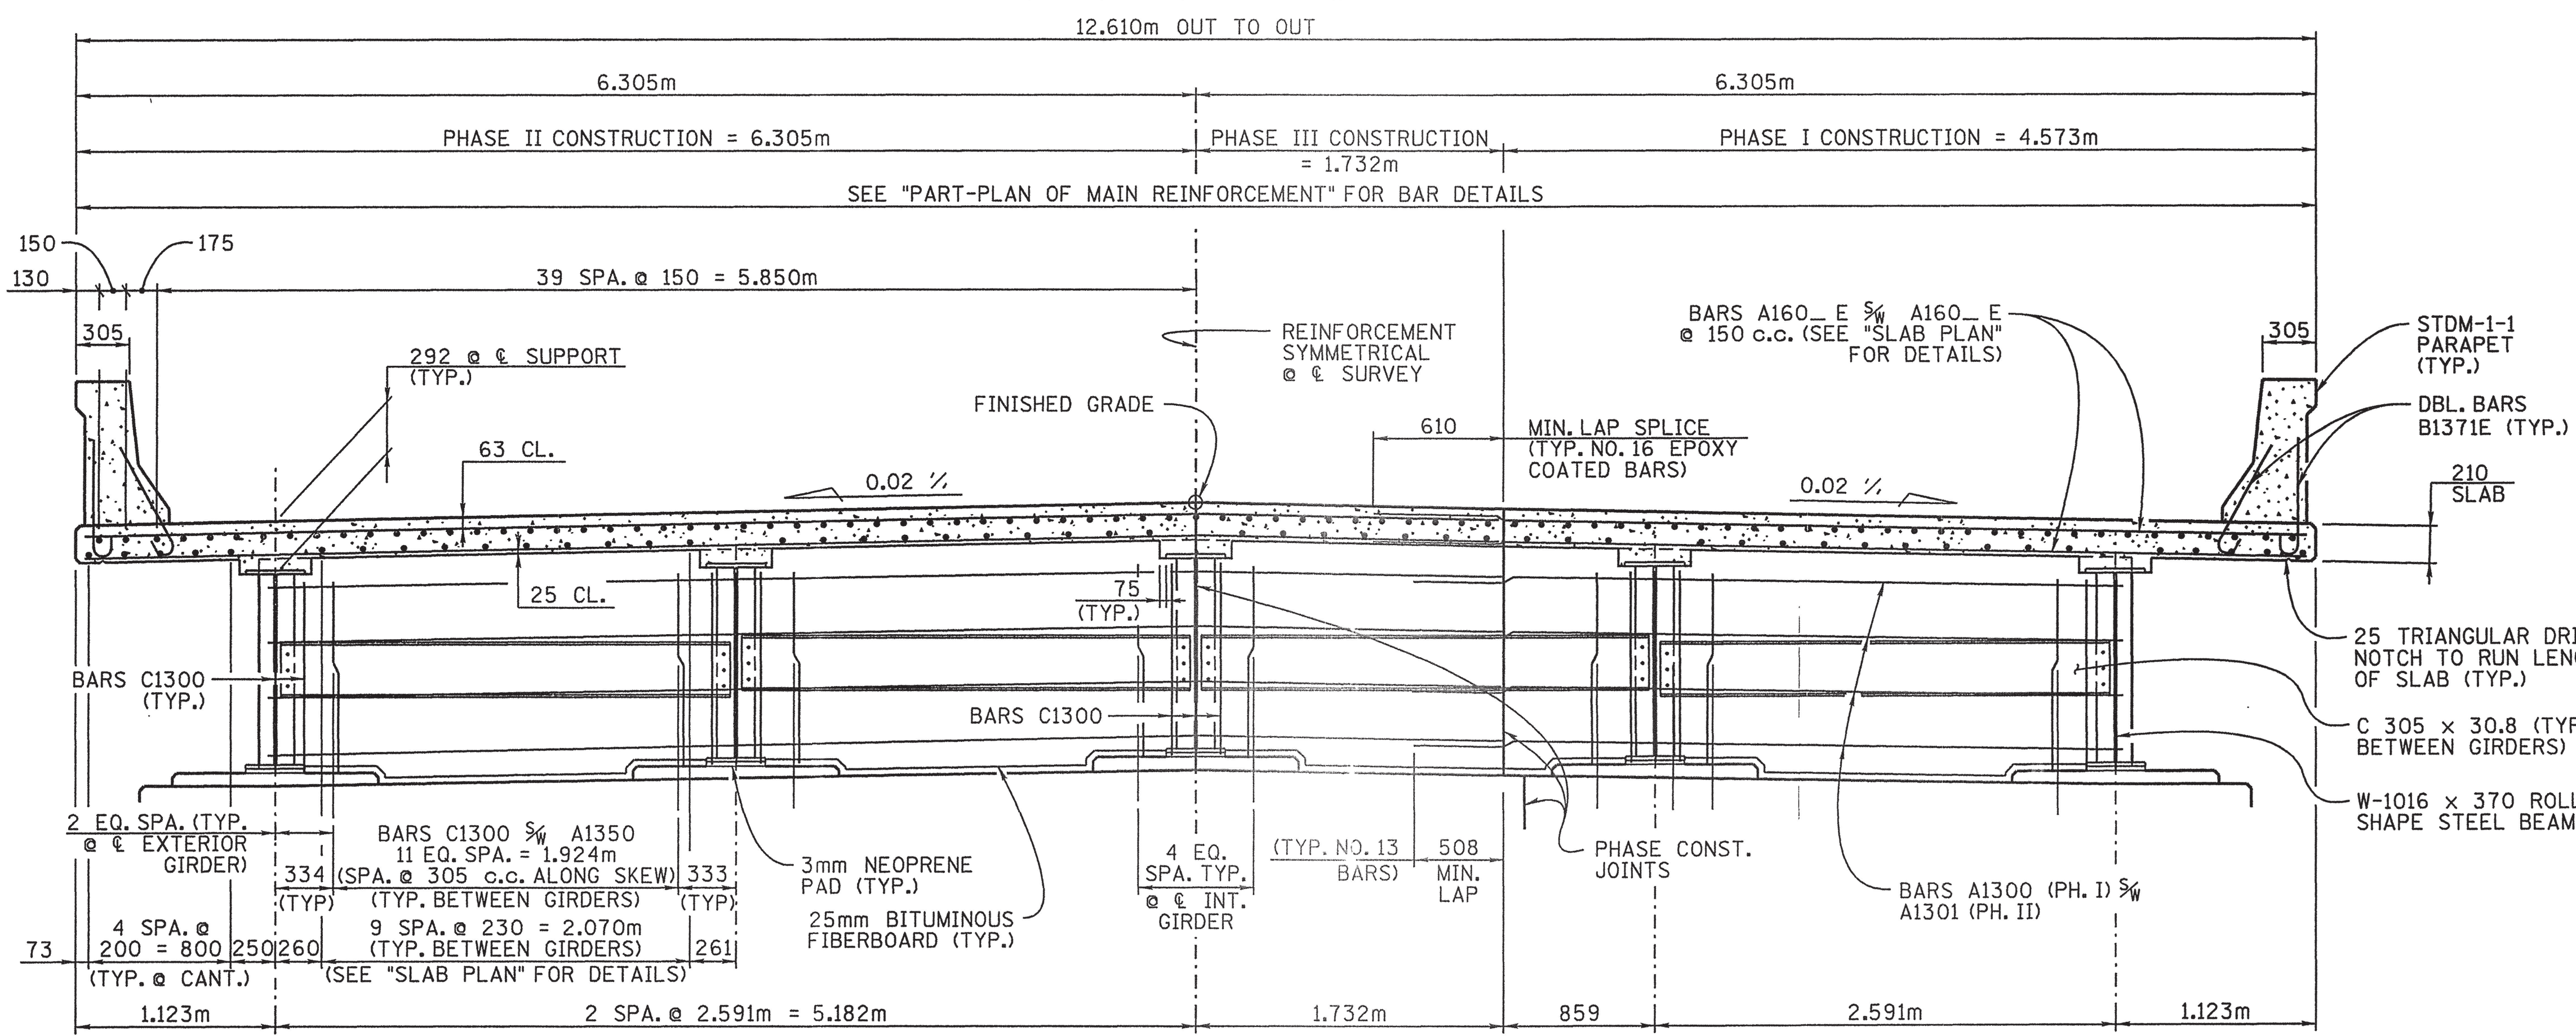 12.610m OUT TO OUT
6.305m
6.305m
PHASE II CONSTRUCTION = 6.305m
PHASE III CONSTRUCTION
= 1.732m
PHASE I CONSTRUCTION = 4.573m
SEE "PART-PLAN OF MAIN REINFORCEMENT" FOR BAR DETAILS
150
175
130
39 SPA. @ 150 = 5.850m
305
292 @ ℄ SUPPORT
(TYP.)
REINFORCEMENT
SYMMETRICAL
@ ℄ SURVEY
BARS A160_ E S/W A160_ E
@ 150 c.c. (SEE "SLAB PLAN"
FOR DETAILS)
305
STDM-1-1
PARAPET
(TYP.)
FINISHED GRADE
DBL. BARS
B1371E (TYP.)
63 CL.
610
MIN. LAP SPLICE
(TYP. NO. 16 EPOXY
COATED BARS)
0.02 ⁒
0.02 ⁒
210
SLAB
25 CL.
75
(TYP.)
25 TRIANGULAR DRI
NOTCH TO RUN LEN
OF SLAB (TYP.)
BARS C1300
(TYP.)
BARS C1300
C 305 x 30.8 (TYP
BETWEEN GIRDERS)
W-1016 x 370 ROLL
SHAPE STEEL BEAM
2 EQ. SPA. (TYP.
@ ℄ EXTERIOR
GIRDER)
BARS C1300 S/W A1350
11 EQ. SPA. = 1.924m
334 (SPA. @ 305 c.c. ALONG SKEW) 333
(TYP) (TYP. BETWEEN GIRDERS) (TYP)
3mm NEOPRENE
PAD (TYP.)
4 EQ.
SPA. TYP.
@ ℄ INT.
GIRDER
(TYP. NO. 13
BARS)
508
MIN.
LAP
PHASE CONST.
JOINTS
BARS A1300 (PH. I) S/W
A1301 (PH. II)
25mm BITUMINOUS
FIBERBOARD (TYP.)
4 SPA. @
73 200 = 800 250 260
(TYP. @ CANT.)
9 SPA @ 230 = 2.070m
(TYP. BETWEEN GIRDERS) 261
(SEE "SLAB PLAN" FOR DETAILS)
1.123m
2 SPA. @ 2.591m = 5.182m
1.732m
859
2.591m
1.123m